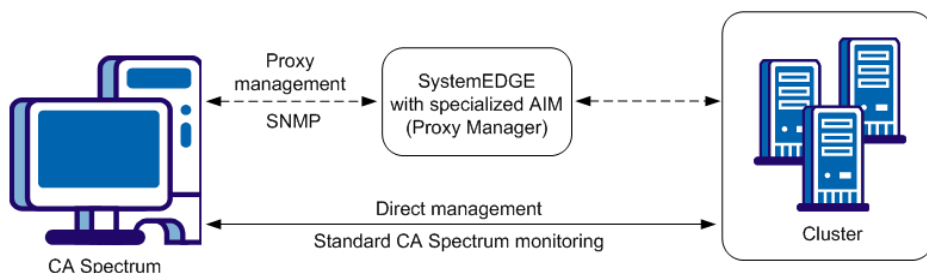 Proxy
management
SNMP
SystemEDGE
with specialized AIM
(Proxy Manager)
Direct management
Standard CA Spectrum monitoring
CA Spectrum
Cluster